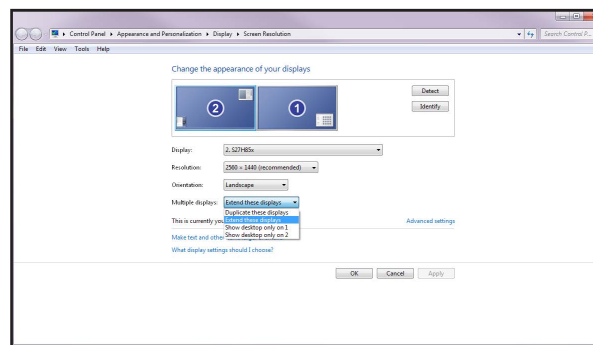 Control Panel ▸ Appearance and Personalization ▸ Display ▸ Screen Resolution
Search Control P...
File Edit View Tools Help
Change the appearance of your displays
2
1
Detect
Identify
Display: 2. S27H85x
Resolution: 2560 × 1440 (recommended)
Orientation: Landscape
Multiple displays: Extend these displays
Duplicate these displays
This is currently you Extend these displays Advanced settings
Show desktop only on 1
Make text and other Show desktop only on 2
What display settings should I choose?
OK Cancel Apply